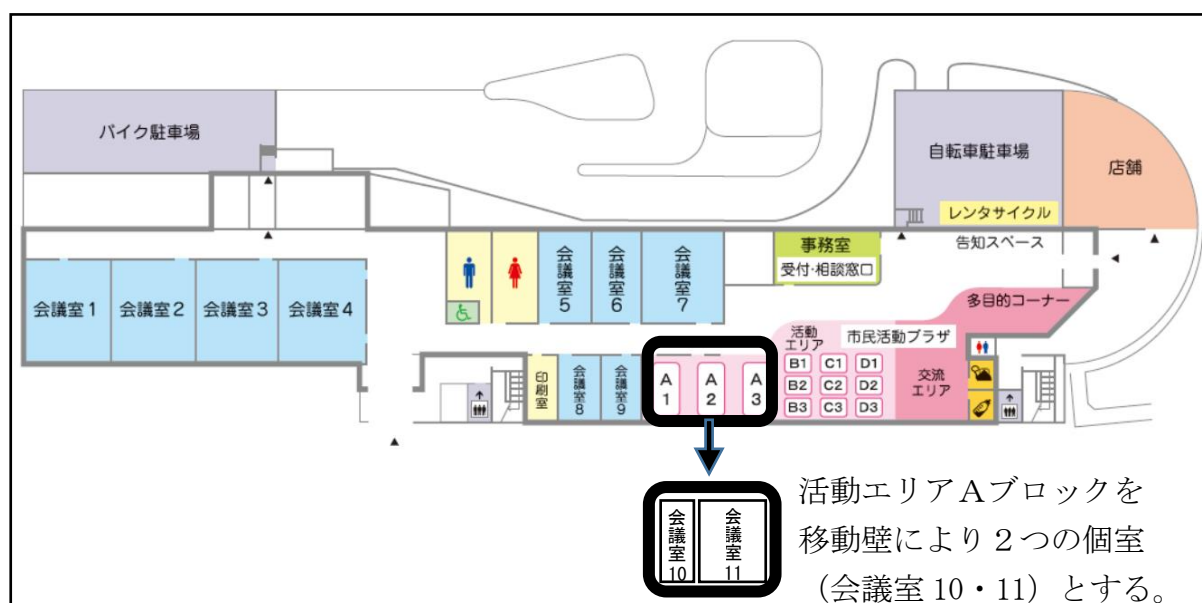 バイク駐車場
自転車駐車場
店舗
レンタサイクル
告知スペース
事務室
受付・相談窓口
会議室1
会議室2
会議室3
会議室4
会議室5
会議室6
会議室7
多目的コーナー
活動
エリア
市民活動プラザ
印刷室
会議室8
会議室9
A
1
A
2
A
3
B1 C1 D1
B2 C2 D2
B3 C3 D3
交流
エリア
会議室10
会議室11
活動エリアAブロックを
移動壁により2つの個室
(会議室10・11)とする。